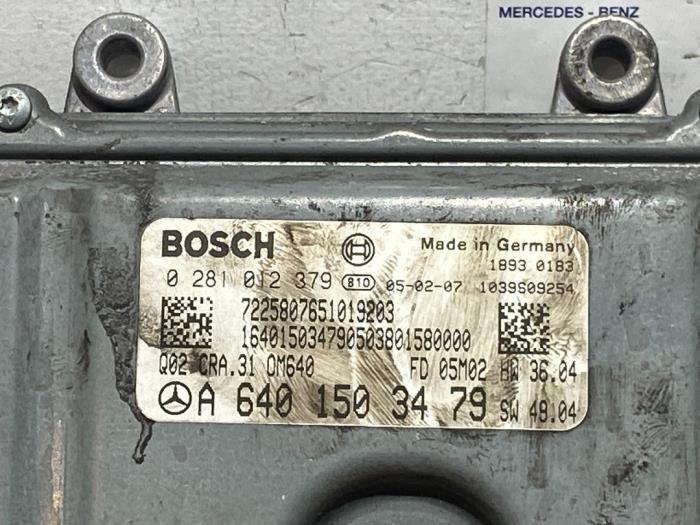 MERCEDES - BENZ
BOSCH
Made in Germany
1893 0183
0 281 012 379 810 05-02-07 1039S09254
7225807651019203
164015034790503801580000
Q02 CRA.31 OM640 FD 05M02 HW 36.04
A 640 150 34 79 SW 48.04